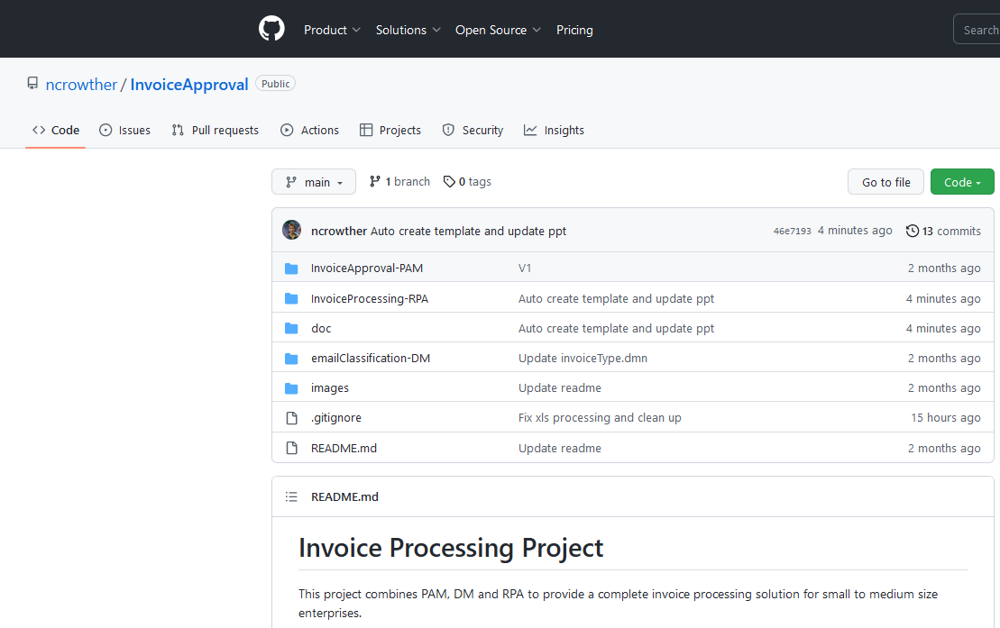 Product Solutions Open Source Pricing Search
ncrowther / InvoiceApproval Public
Code Issues Pull requests Actions Projects Security Insights
main 1 branch 0 tags Go to file Code
ncrowther Auto create template and update ppt 46e7193 4 minutes ago 13 commits
InvoiceApproval-PAM V1 2 months ago
InvoiceProcessing-RPA Auto create template and update ppt 4 minutes ago
doc Auto create template and update ppt 4 minutes ago
emailClassification-DM Update invoiceType.dmn 2 months ago
images Update readme 2 months ago
.gitignore Fix xls processing and clean up 15 hours ago
README.md Update readme 2 months ago
README.md
Invoice Processing Project
This project combines PAM, DM and RPA to provide a complete invoice processing solution for small to medium size
enterprises.